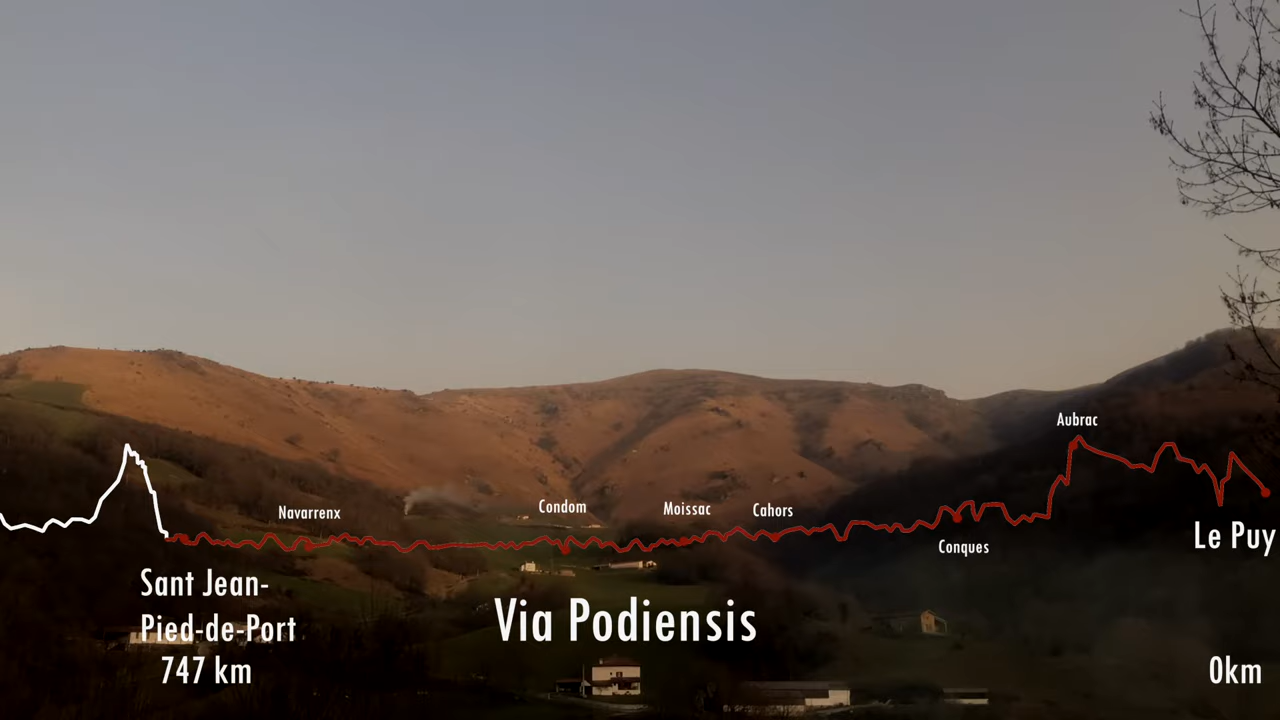 Aubrac
Navarrenx
Condom
Moissac
Cahors
Conques
Le Puy
Sant Jean-
Pied-de-Port
747 km
Via Podiensis
0km